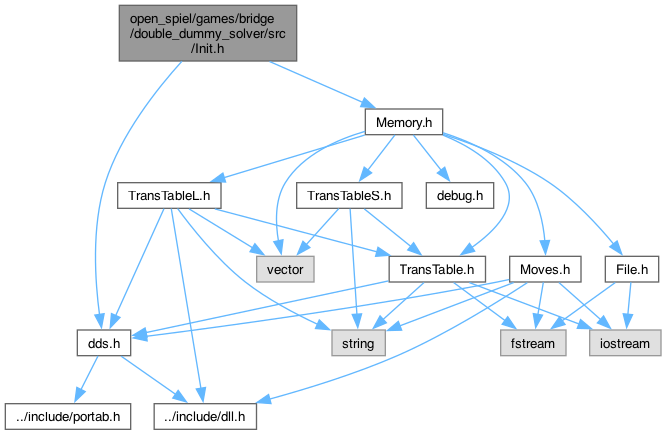 open_spiel/games/bridge
/double_dummy_solver/src
/Init.h
Memory.h
TransTableL.h
TransTableS.h
debug.h
vector
TransTable.h
Moves.h
File.h
dds.h
string
fstream
iostream
../include/portab.h
../include/dll.h